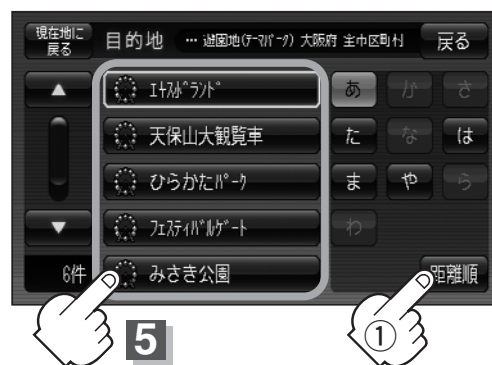 現在地に
戻る
目的地
… 遊園地(ﾃｰﾏﾊﾟｰｸ) 大阪府 全市区町村
戻る
▲
ｴｷｽﾎﾟﾗﾝﾄﾞ
天保山大観覧車
ひらかたﾊﾟｰｸ
ﾌｪｽﾃｨﾊﾞﾙｹﾞｰﾄ
みさき公園
▼
6件
あ か さ
た な は
ま や ら
わ
距離順
5
①